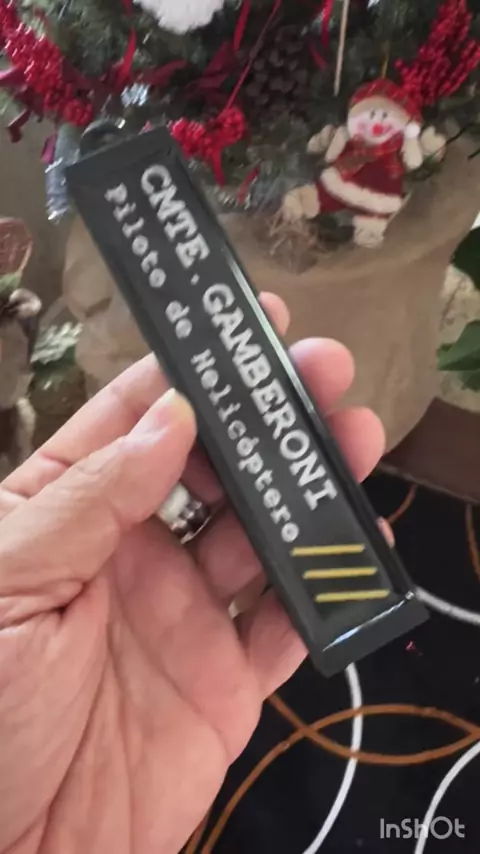 CMTE. GAMBERONI
Piloto de Helicóptero
InShOt